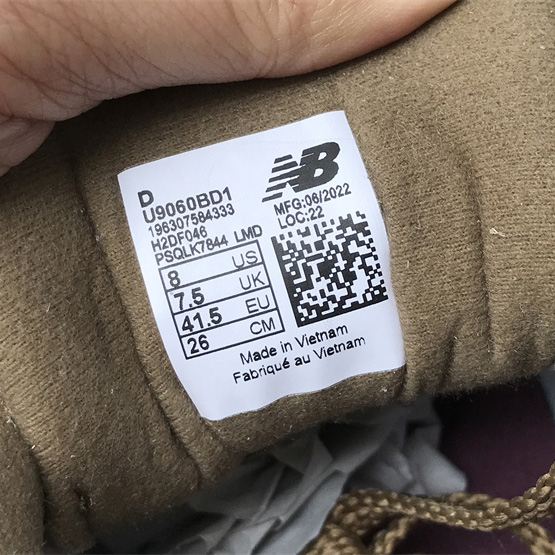 D
U9060BD1
196307584333
H2DF046
PSQLK7844 LMD
NB
MFG:06/2022
LOC:22
8 US
7.5 UK
41.5 EU
26 CM
Made in Vietnam
Fabriqué au Vietnam